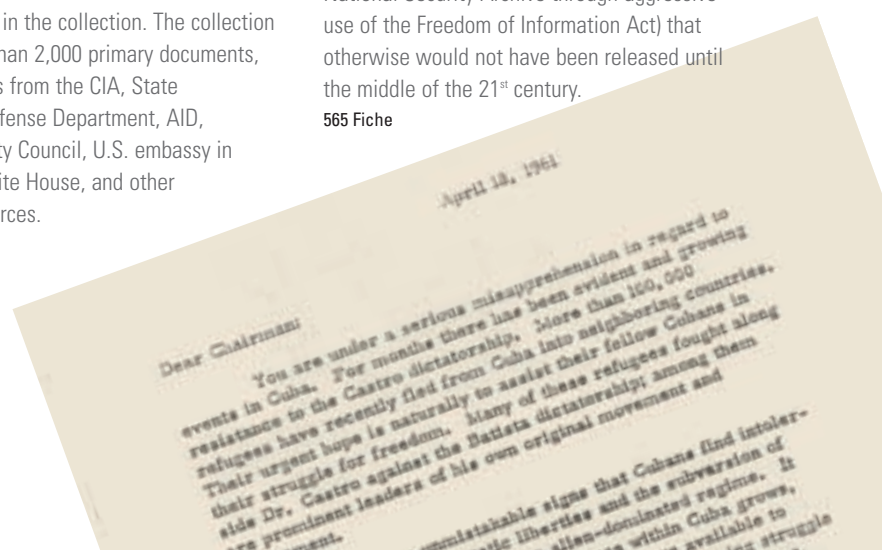 in the collection. The collection
han 2,000 primary documents,
s from the CIA, State
fense Department, AID,
ty Council, U.S. embassy in
ite House, and other
rces.
National Security Archive through aggressive
use of the Freedom of Information Act) that
otherwise would not have been released until
the middle of the 21st century.
565 Fiche
April 18, 1961
Dear Chairman:
You are under a serious misapprehension in regard to
events in Cuba. For months there has been evident and growing
resistance to the Castro dictatorship. More than 100,000
refugees have recently fled from Cuba into neighboring countries.
Their urgent hope is naturally to assist their fellow Cubans in
their struggle for freedom. Many of these refugees fought along
side Dr. Castro against the Batista dictatorship; among them
are prominent leaders of his own original movement and
ment.
unmistakable signs that Cubans find intoler-
atic liberties and the subversion of
alien-dominated regime. It
within Cuba grows,
available to
struggle